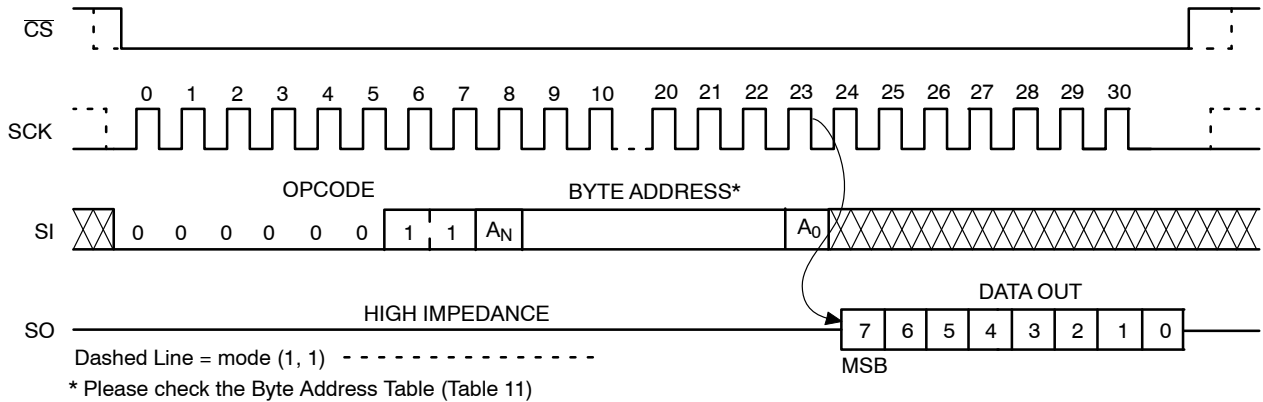 CS
0 1 2 3 4 5 6 7 8 9 10 20 21 22 23 24 25 26 27 28 29 30
SCK
OPCODE BYTE ADDRESS*
SI 0 0 0 0 0 0 1 1 AN A0
DATA OUT
HIGH IMPEDANCE
SO 7 6 5 4 3 2 1 0
Dashed Line = mode (1, 1)
MSB
* Please check the Byte Address Table (Table 11)